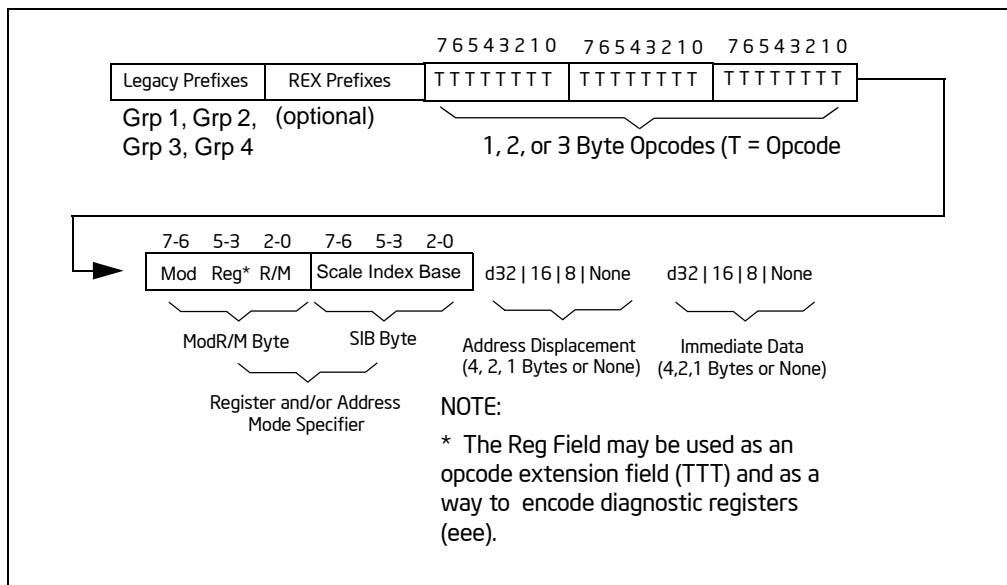 7 6 5 4 3 2 1 0 7 6 5 4 3 2 1 0 7 6 5 4 3 2 1 0
Legacy Prefixes REX Prefixes T T T T T T T T T T T T T T T T T T T T T T T T
Grp 1, Grp 2, (optional)
Grp 3, Grp 4
1, 2, or 3 Byte Opcodes (T = Opcode
7-6 5-3 2-0 7-6 5-3 2-0
Mod Reg* R/M Scale Index Base d32 | 16 | 8 | None d32 | 16 | 8 | None
ModR/M Byte SIB Byte Address Displacement Immediate Data
(4, 2, 1 Bytes or None) (4,2,1 Bytes or None)
Register and/or Address
Mode Specifier
NOTE:
* The Reg Field may be used as an
opcode extension field (TTT) and as a
way to encode diagnostic registers
(eee).